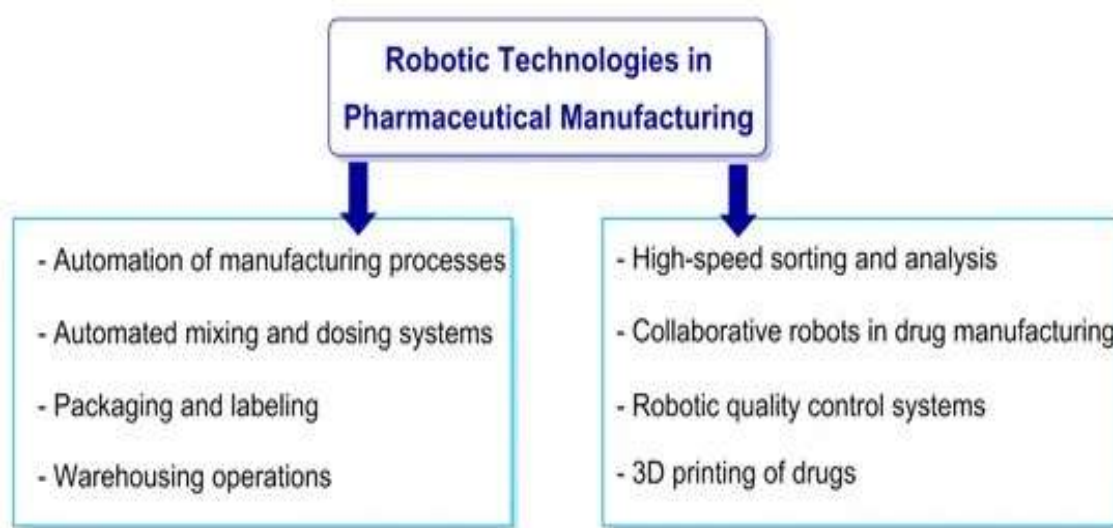 Robotic Technologies in
Pharmaceutical Manufacturing
- Automation of manufacturing processes
- Automated mixing and dosing systems
- Packaging and labeling
- Warehousing operations
- High-speed sorting and analysis
- Collaborative robots in drug manufacturing
- Robotic quality control systems
- 3D printing of drugs